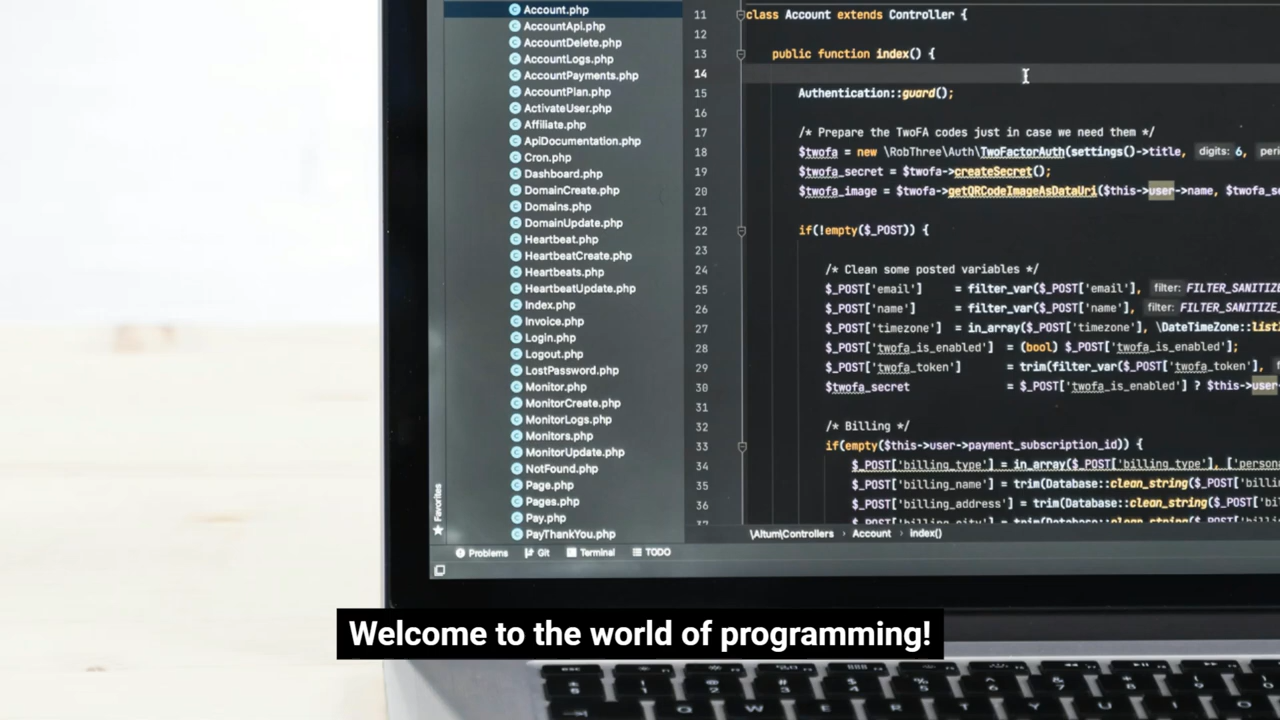 Account.php
AccountApi.php
AccountDelete.php
AccountLogs.php
AccountPayments.php
AccountPlan.php
ActivateUser.php
Affiliate.php
ApiDocumentation.php
Cron.php
Dashboard.php
DomainCreate.php
Domains.php
DomainUpdate.php
Heartbeat.php
HeartbeatCreate.php
Heartbeats.php
HeartbeatUpdate.php
Index.php
Invoice.php
Login.php
Logout.php
LostPassword.php
Monitor.php
MonitorCreate.php
MonitorLogs.php
Monitors.php
MonitorUpdate.php
NotFound.php
Page.php
Pages.php
Pay.php
PayThankYou.php
Favorites
11 class Account extends Controller {
12
13 public function index() {
14
15 Authentication::guard();
16
17 /* Prepare the TwoFA codes just in case we need them */
18 $twofa = new \RobThree\Auth\TwoFactorAuth(settings()->title, digits: 6,
19 $twofa_secret = $twofa->createSecret();
20 $twofa_image = $twofa->getQRCodeImageAsDataUri($this->user->name,
21
22 if(!empty($_POST)) {
23
24 /* Clean some posted variables */
25 $_POST['email'] = filter_var($_POST['email'], filter: FILTER_SANITIZE
26 $_POST['name'] = filter_var($_POST['name'], filter: FILTER_SANITIZE
27 $_POST['timezone'] = in_array($_POST['timezone'], \DateTimeZone::list
28 $_POST['twofa_is_enabled'] = (bool) $_POST['twofa_is_enabled'];
29 $_POST['twofa_token'] = trim(filter_var($_POST['twofa_token'],
30 $twofa_secret = $_POST['twofa_is_enabled'] ? $this->user
31
32 /* Billing */
33 if(empty($this->user->payment_subscription_id)) {
34 $_POST['billing_type'] = in_array($_POST['billing_type'], ['persona
35 $_POST['billing_name'] = trim(Database::clean_string($_POST['billi
36 $_POST['billing_address'] = trim(Database::clean_string($_POST['bil
\Altum\Controllers › Account › index()
Problems Git Terminal TODO
Welcome to the world of programming!